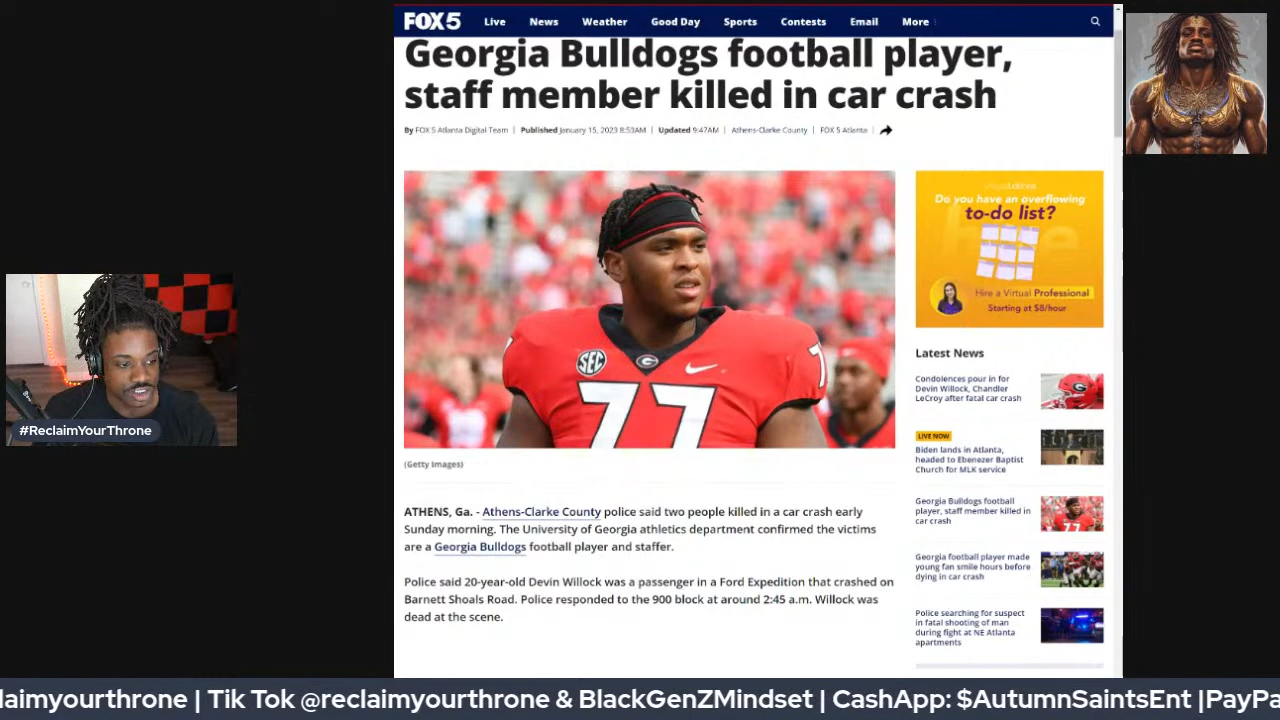 FOX 5
Live
News
Weather
Good Day
Sports
Contests
Email
More
Georgia Bulldogs football player,
staff member killed in car crash
By FOX 5 Atlanta Digital Team | Published January 15, 2023 8:53AM | Updated 9:47AM | Athens-Clarke County | FOX 5 Atlanta |
SEC
G
77
(Getty Images)
ATHENS, Ga. - Athens-Clarke County police said two people killed in a car crash early
Sunday morning. The University of Georgia athletics department confirmed the victims
are a Georgia Bulldogs football player and staffer.
Police said 20-year-old Devin Willock was a passenger in a Ford Expedition that crashed on
Barnett Shoals Road. Police responded to the 900 block at around 2:45 a.m. Willock was
dead at the scene.
Do you have an overflowing
to-do list?
Hire a Virtual Professional
Starting at $8/hour
Latest News
Condolences pour in for
Devin Willock, Chandler
LeCroy after fatal car crash
LIVE NOW
Biden lands in Atlanta,
headed to Ebenezer Baptist
Church for MLK service
Georgia Bulldogs football
player, staff member killed in
car crash
Georgia football player made
young fan smile hours before
dying in car crash
Police searching for suspect
in fatal shooting of man
during fight at NE Atlanta
apartments
#ReclaimYourThrone
laimyourthrone | Tik Tok @reclaimyourthrone & BlackGenZMindset | CashApp: $AutumnSaintsEnt |PayPa